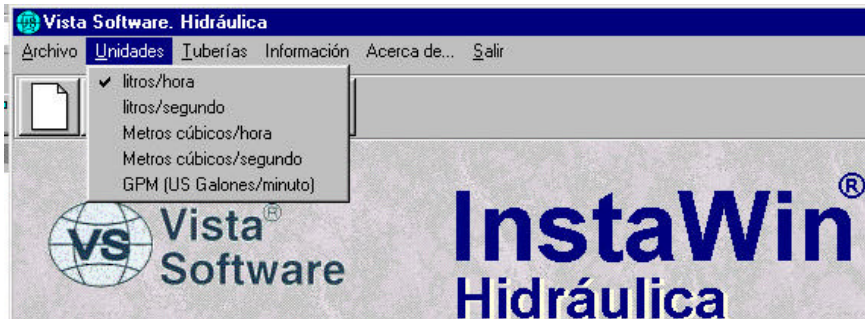 Vista Software. Hidráulica
Archivo Unidades Tuberías Información Acerca de... Salir
litros/hora
litros/segundo
Metros cúbicos/hora
Metros cúbicos/segundo
GPM (US Galones/minuto)
VS Vista®
Software
InstaWin®
Hidráulica